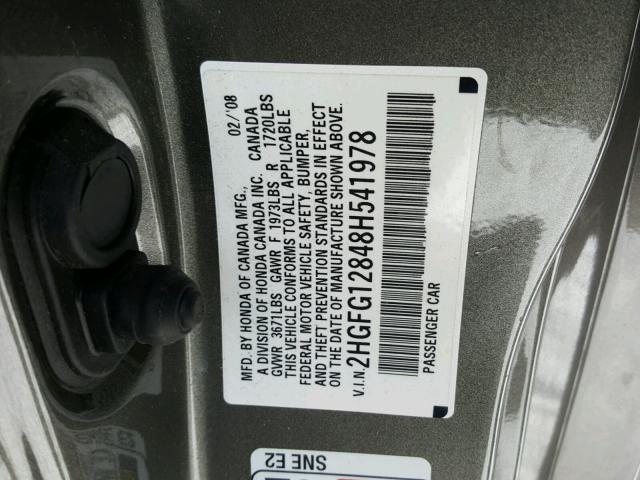 MFD. BY HONDA OF CANADA MFG., 02/'08
A DIVISION OF HONDA CANADA INC. CANADA
GVWR 3671LBS GAWR F 1973LBS R 1720LBS
THIS VEHICLE CONFORMS TO ALL APPLICABLE
FEDERAL MOTOR VEHICLE SAFETY, BUMPER,
AND THEFT PREVENTION STANDARDS IN EFFECT
ON THE DATE OF MANUFACTURE SHOWN ABOVE.
V.I.N. 2HGFG12848H541978
PASSENGER CAR
SNE E2